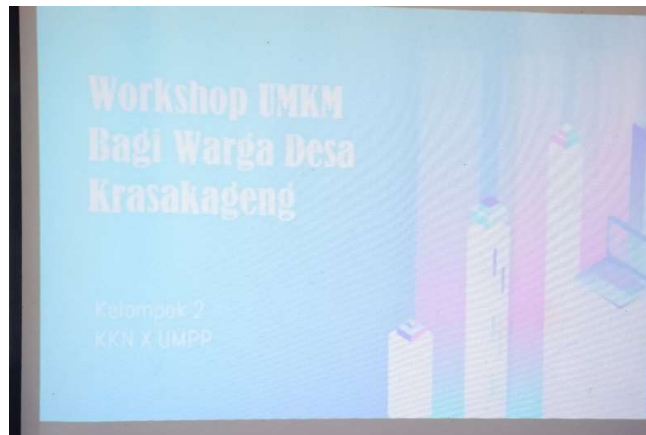 Workshop UMKM
Bagi Warga Desa
Krasakageng
Kelompok 2
KKN X UMPP